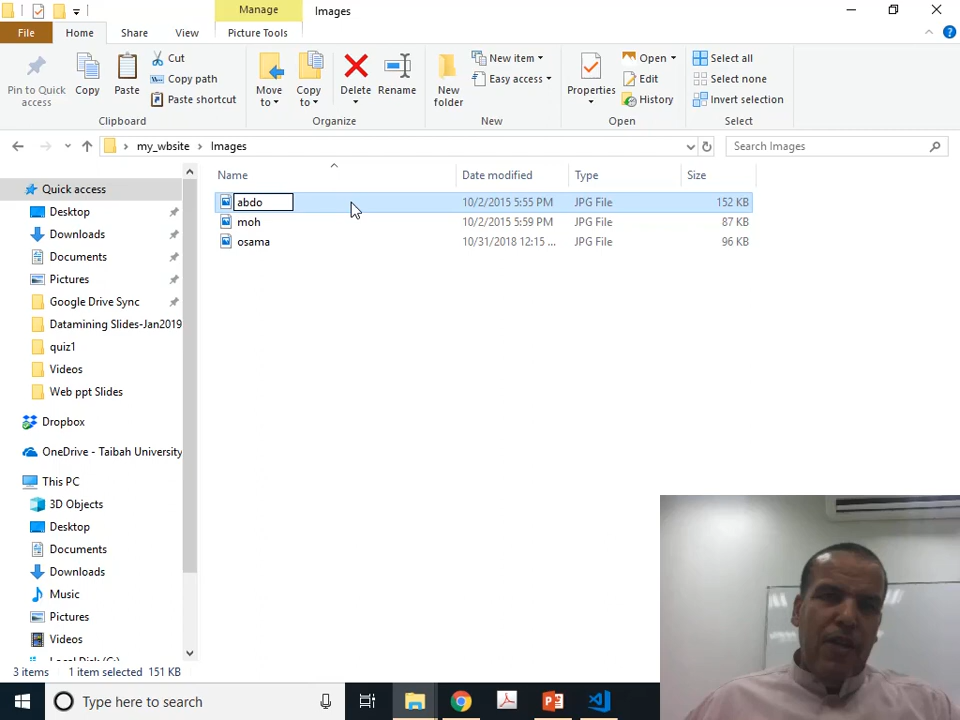 Manage
Images
File
Home
Share
View
Picture Tools
Pin to Quick access
Copy
Paste
Cut
Copy path
Paste shortcut
Clipboard
Move to
Copy to
Delete
Rename
Organize
New folder
New item
Easy access
New
Properties
Open
Edit
History
Open
Select all
Select none
Invert selection
Select
my_wbsite > Images
Search Images
Name
Date modified
Type
Size
abdo 10/2/2015 5:55 PM JPG File 152 KB
moh 10/2/2015 5:59 PM JPG File 87 KB
osama 10/31/2018 12:15 ... JPG File 96 KB
Quick access
Desktop
Downloads
Documents
Pictures
Google Drive Sync
Datamining Slides-Jan2019
quiz1
Videos
Web ppt Slides
Dropbox
OneDrive - Taibah University
This PC
3D Objects
Desktop
Documents
Downloads
Music
Pictures
Videos
3 items 1 item selected 151 KB
Type here to search